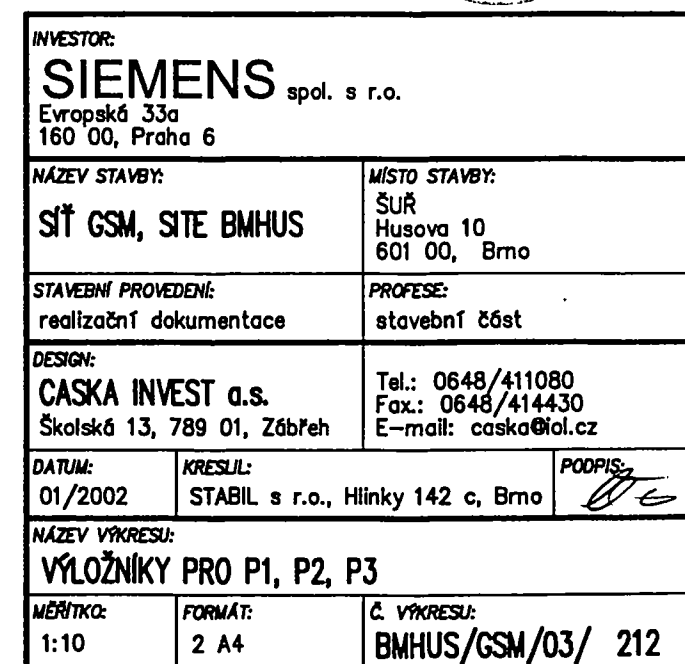 INVESTOR:
SIEMENS spol. s r.o.
Evropská 33a
160 00, Praha 6
NÁZEV STAVBY:
SÍŤ GSM, SITE BMHUS
MÍSTO STAVBY:
ŠUŘ
Husova 10
601 00, Brno
STAVEBNÍ PROVEDENÍ:
realizační dokumentace
PROFESE:
stavební část
DESIGN:
CASKA INVEST a.s.
Školská 13, 789 01, Zábřeh
Tel.: 0648/411080
Fax.: 0648/414430
E-mail: caska@iol.cz
DATUM:
01/2002
KRESLIL:
STABIL s r.o., Hlinky 142 c, Brno
PODPIS:
NÁZEV VÝKRESU:
VÝLOŽNÍKY PRO P1, P2, P3
MĚŘÍTKO:
1:10
FORMÁT:
2 A4
Č. VÝKRESU:
BMHUS/GSM/03/ 212